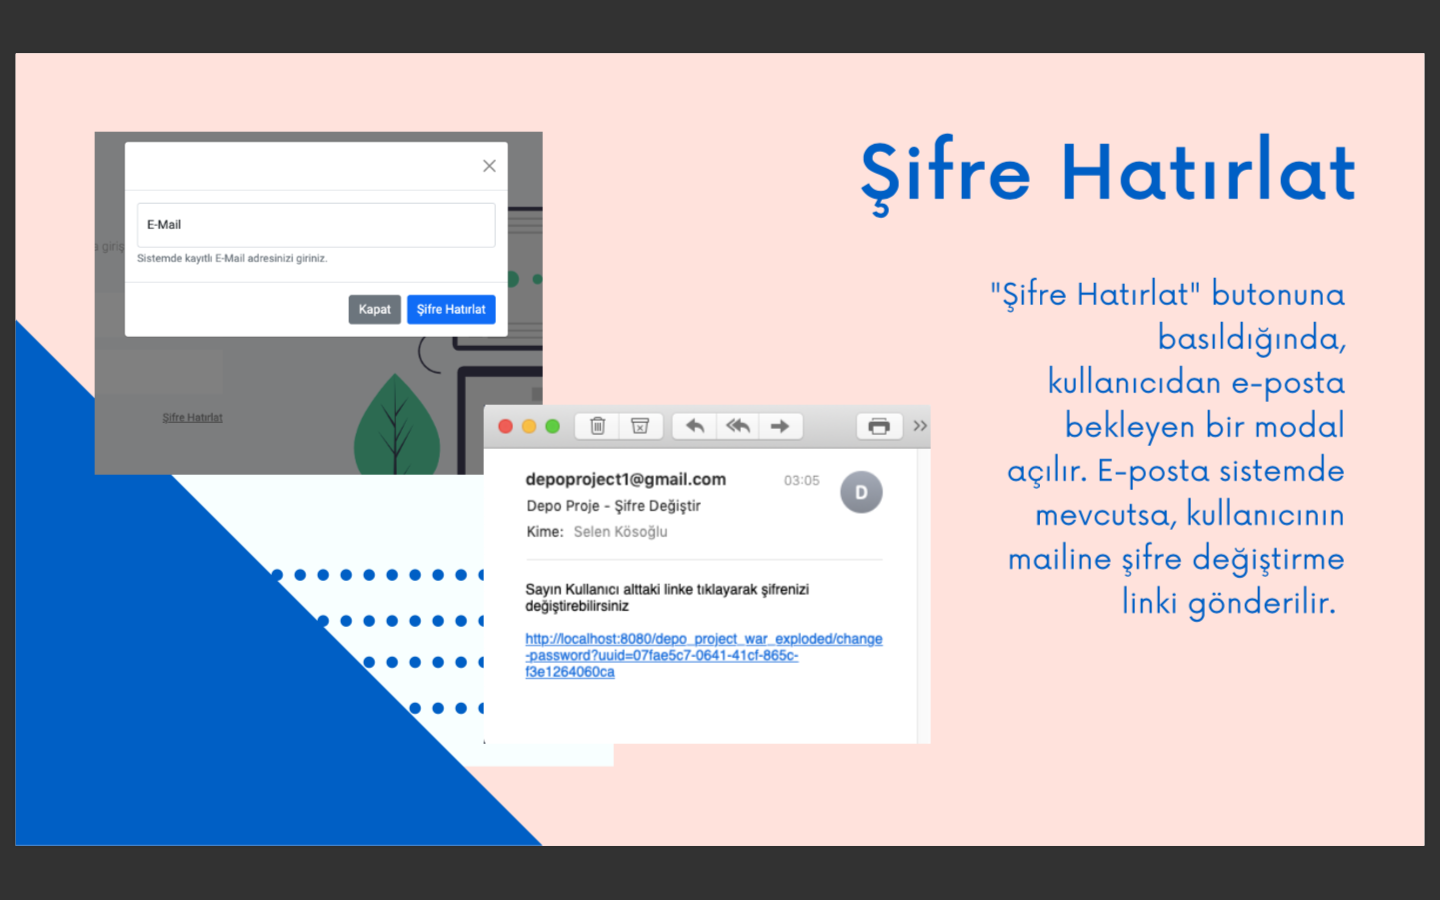 Şifre Hatırlat
"Şifre Hatırlat" butonuna
basıldığında,
kullanıcıdan e-posta
bekleyen bir modal
açılır. E-posta sistemde
mevcutsa, kullanıcının
mailine şifre değiştirme
linki gönderilir.
E-Mail
Sistemde kayıtlı E-Mail adresinizi giriniz.
Kapat
Şifre Hatırlat
a giriş
Şifre Hatırlat
depoproject1@gmail.com
03:05
D
Depo Proje - Şifre Değiştir
Kime: Selen Kösoğlu
Sayın Kullanıcı alttaki linke tıklayarak şifrenizi
değiştirebilirsiniz
http://localhost:8080/depo_project_war_exploded/change
-password?uuid=07fae5c7-0641-41cf-865c-
f3e1264060ca